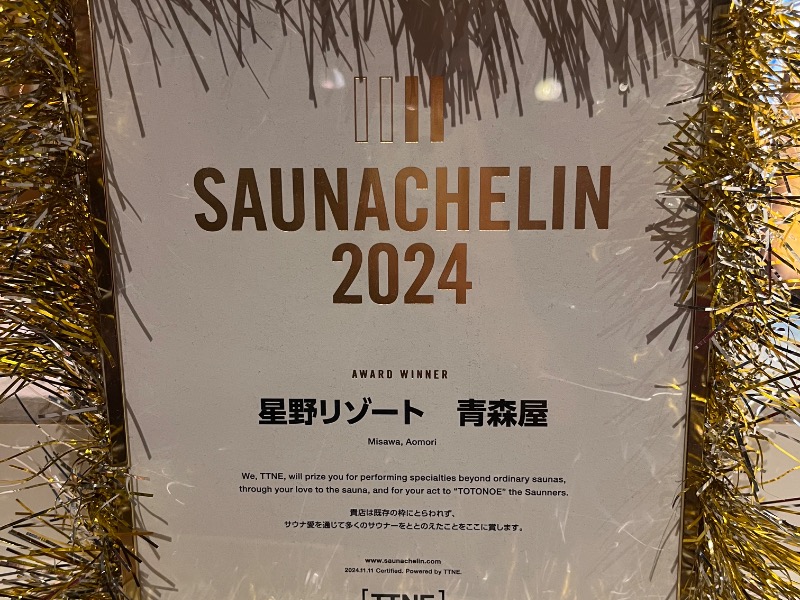 SAUNACHELIN
2024
AWARD WINNER
星野リゾート 青森屋
Misawa, Aomori
We, TTNE, will prize you for performing specialties beyond ordinary saunas,
through your love to the sauna, and for your act to “TOTONOE” the Saunners.
貴店は既存の枠にとらわれず、
サウナ愛を通じて多くのサウナーをととのえたことをここに賞します。
www.saunachelin.com
2024.11.11 Certified. Powered by TTNE.
[TTNE]